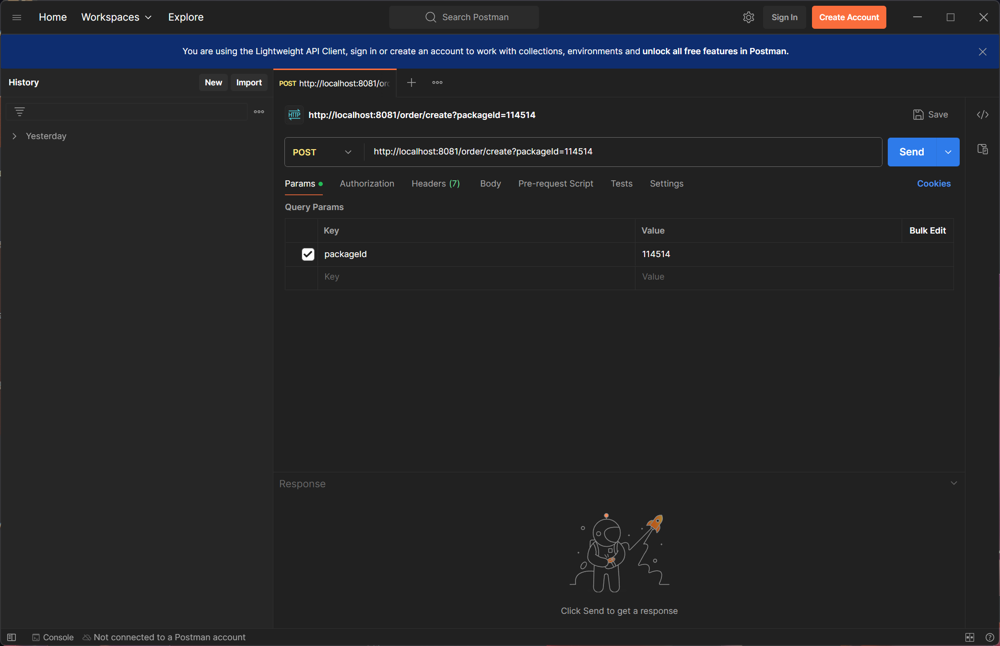 Home Workspaces Explore Search Postman Sign In Create Account
You are using the Lightweight API Client, sign in or create an account to work with collections, environments and unlock all free features in Postman.
History New Import
POST http://localhost:8081/ord
HTTP http://localhost:8081/order/create?packageId=114514 Save </>
Yesterday
POST http://localhost:8081/order/create?packageId=114514 Send
Params Authorization Headers (7) Body Pre-request Script Tests Settings Cookies
Query Params
Key Value Bulk Edit
packageId 114514
Key Value
Response
Click Send to get a response
Console Not connected to a Postman account